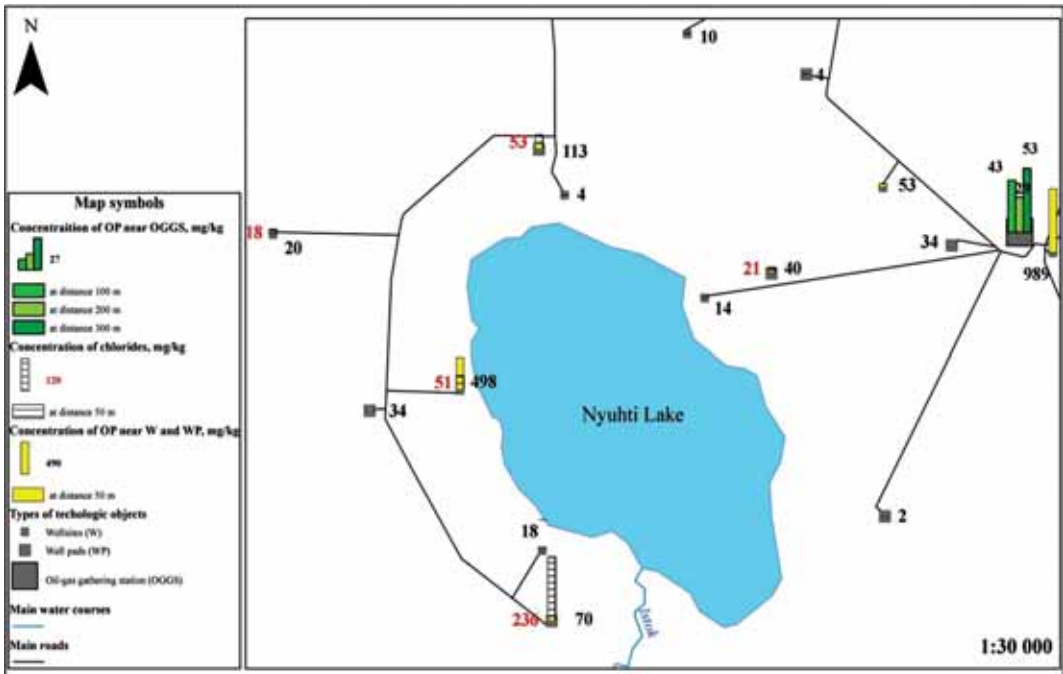 N
Map symbols
Concentraition of OP near OGGS, mg/kg
27
at distance 100 m
at distance 200 m
at distance 300 m
Concentration of chlorides, mg/kg
120
at distance 50 m
Concentration of OP near W and WP, mg/kg
490
at distance 50 m
Types of techologic objects
Wellsites (W)
Well pads (WP)
Oil-gas gathering station (OGGS)
Main water courses
Main roads
10
4
53
113
4
53
43
53
18
20
34
989
21
40
14
51
498
34
Nyuhti Lake
2
18
230
70
Istok
1:30 000